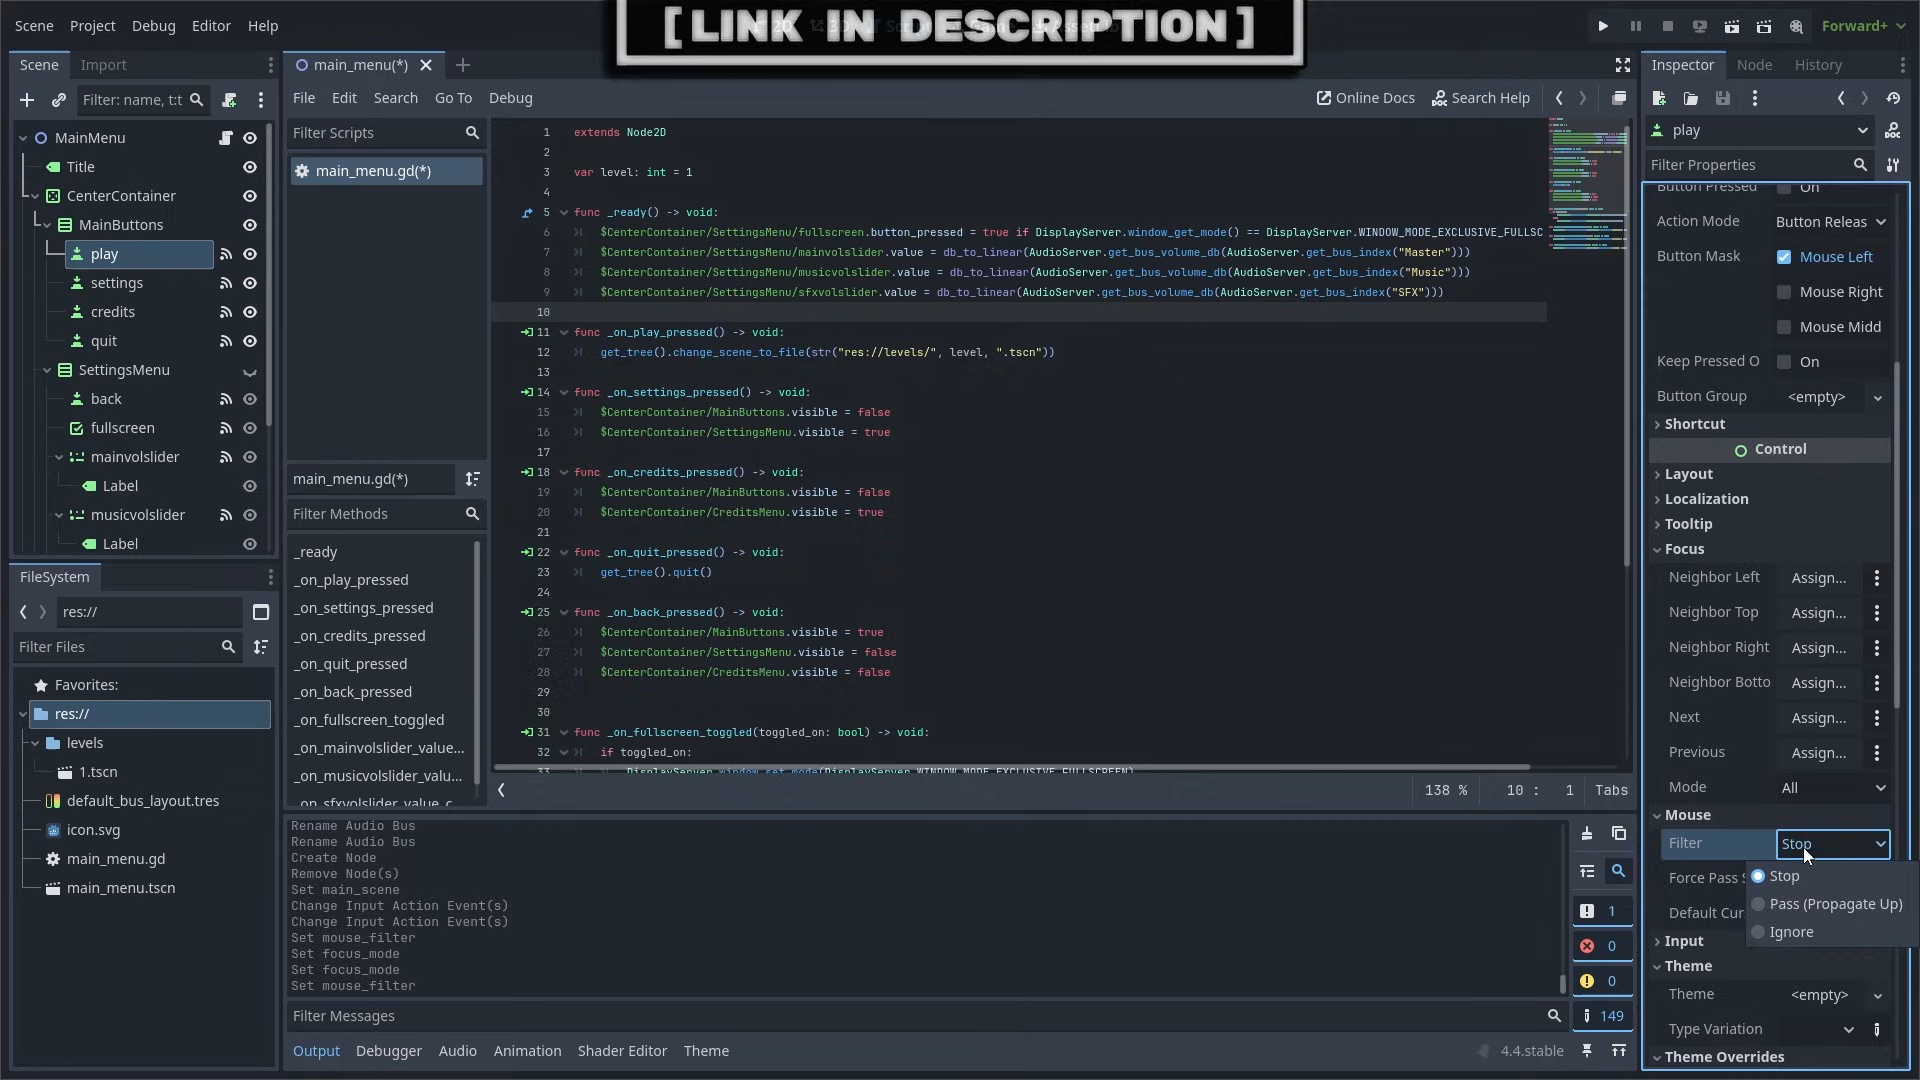 [ LINK IN DESCRIPTION ]
Scene Project Debug Editor Help
Forward+
Scene Import
Filter: name, t:t
MainMenu
Title
CenterContainer
MainButtons
play
settings
credits
quit
SettingsMenu
back
fullscreen
mainvolslider
Label
musicvolslider
Label
FileSystem
res://
Filter Files
Favorites:
res://
levels
1.tscn
default_bus_layout.tres
icon.svg
main_menu.gd
main_menu.tscn
main_menu(*)
File Edit Search Go To Debug
Online Docs Search Help
Filter Scripts
main_menu.gd(*)
main_menu.gd(*)
Filter Methods
_ready
_on_play_pressed
_on_settings_pressed
_on_credits_pressed
_on_quit_pressed
_on_back_pressed
_on_fullscreen_toggled
_on_mainvolslider_value...
_on_musicvolslider_valu...
_on_sfxvolslider_value_c
1 extends Node2D
2
3 var level: int = 1
4
5 func _ready() -> void:
6 $CenterContainer/SettingsMenu/fullscreen.button_pressed = true if DisplayServer.window_get_mode() == DisplayServer.WINDOW_MODE_EXCLUSIVE_FULLSC
7 $CenterContainer/SettingsMenu/mainvolslider.value = db_to_linear(AudioServer.get_bus_volume_db(AudioServer.get_bus_index("Master")))
8 $CenterContainer/SettingsMenu/musicvolslider.value = db_to_linear(AudioServer.get_bus_volume_db(AudioServer.get_bus_index("Music")))
9 $CenterContainer/SettingsMenu/sfxvolslider.value = db_to_linear(AudioServer.get_bus_volume_db(AudioServer.get_bus_index("SFX")))
10
11 func _on_play_pressed() -> void:
12 get_tree().change_scene_to_file(str("res://levels/", level, ".tscn"))
13
14 func _on_settings_pressed() -> void:
15 $CenterContainer/MainButtons.visible = false
16 $CenterContainer/SettingsMenu.visible = true
17
18 func _on_credits_pressed() -> void:
19 $CenterContainer/MainButtons.visible = false
20 $CenterContainer/CreditsMenu.visible = true
21
22 func _on_quit_pressed() -> void:
23 get_tree().quit()
24
25 func _on_back_pressed() -> void:
26 $CenterContainer/MainButtons.visible = true
27 $CenterContainer/SettingsMenu.visible = false
28 $CenterContainer/CreditsMenu.visible = false
29
30
31 func _on_fullscreen_toggled(toggled_on: bool) -> void:
32 if toggled_on:
33 DisplayServer.window_set_mode(DisplayServer.WINDOW_MODE_EXCLUSIVE_FULLSCREEN)
138 % 10 : 1 Tabs
Rename Audio Bus
Rename Audio Bus
Create Node
Remove Node(s)
Set main_scene
Change Input Action Event(s)
Change Input Action Event(s)
Set mouse_filter
Set focus_mode
Set focus_mode
Set mouse_filter
1
0
0
149
Filter Messages
Output Debugger Audio Animation Shader Editor Theme
4.4.stable
Inspector Node History
play
Filter Properties
Button Pressed On
Action Mode Button Releas
Button Mask Mouse Left
Mouse Right
Mouse Midd
Keep Pressed O On
Button Group <empty>
Shortcut
Control
Layout
Localization
Tooltip
Focus
Neighbor Left Assign...
Neighbor Top Assign...
Neighbor Right Assign...
Neighbor Botto Assign...
Next Assign...
Previous Assign...
Mode All
Mouse
Filter Stop
Force Pass S
Default Cur
Stop
Pass (Propagate Up)
Ignore
Input
Theme
Theme <empty>
Type Variation
Theme Overrides